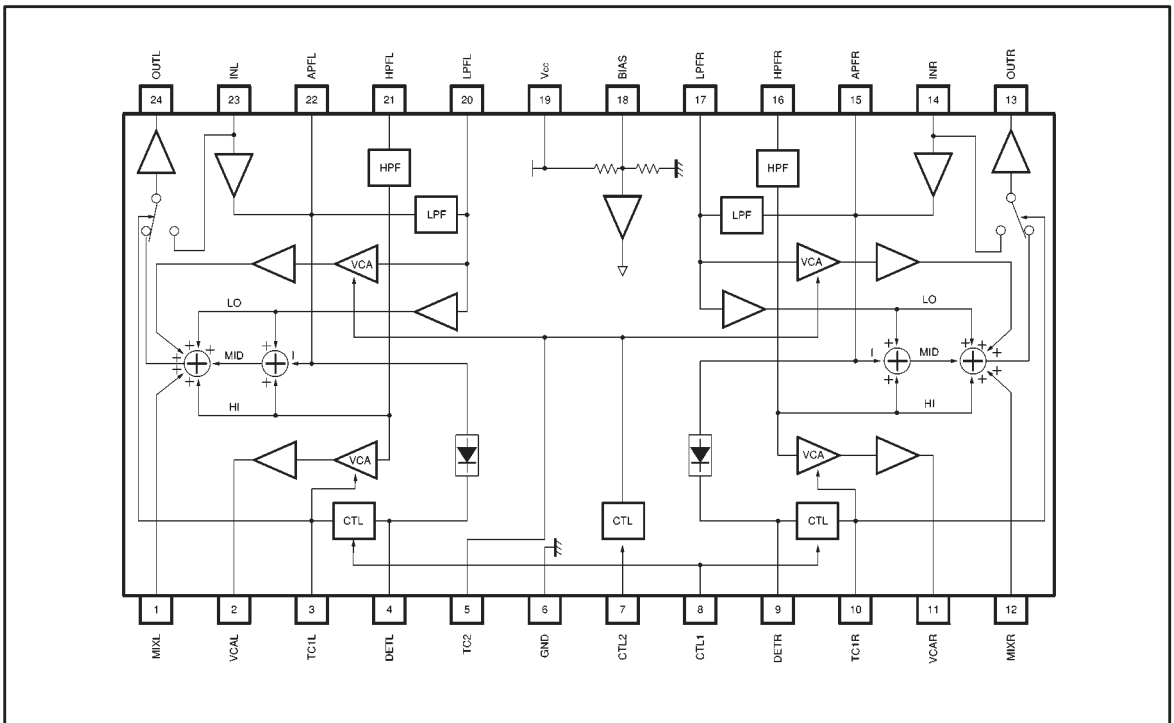 OUTL INL APFL HPFL LPFL Vcc BIAS LPFR HPFR APFR INR OUTR
24 23 22 21 20 19 18 17 16 15 14 13
HPF HPF
LPF LPF
VCA VCA
LO LO
+ + + + + + + +
MID I I MID
+ + + + + +
HI HI
VCA VCA
CTL CTL CTL
1 2 3 4 5 6 7 8 9 10 11 12
MIXL VCAL TC1L DETL TC2 GND CTL2 CTL1 DETR TC1R VCAR MIXR